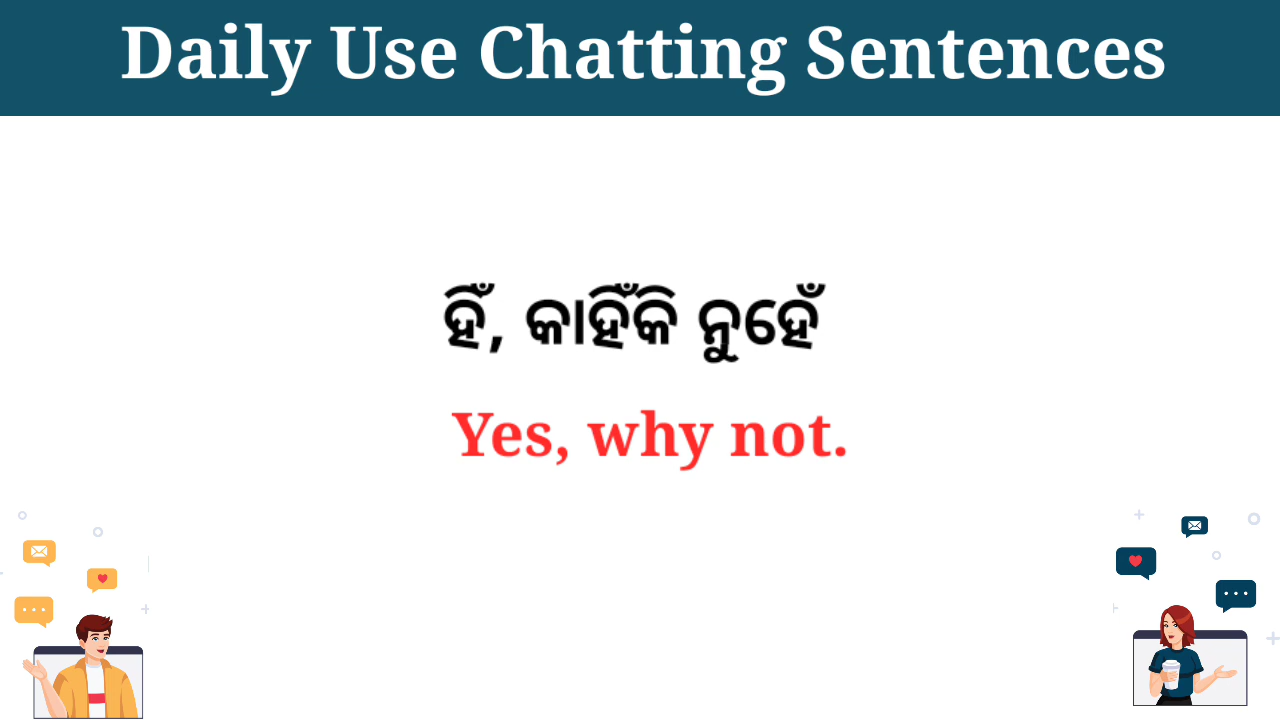 Daily Use Chatting Sentences
ହିଁ, କାହିଁକି ନୁହେଁ
Yes, why not.